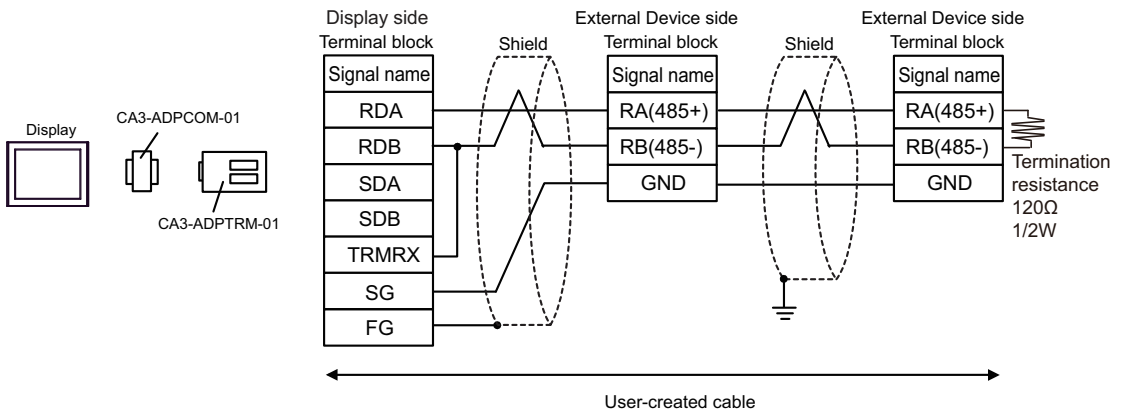 Display
CA3-ADPCOM-01
CA3-ADPTRM-01
Display side
Terminal block
Signal name
RDA
RDB
SDA
SDB
TRMRX
SG
FG
Shield
External Device side
Terminal block
Signal name
RA(485+)
RB(485-)
GND
Shield
External Device side
Terminal block
Signal name
RA(485+)
RB(485-)
GND
Termination
resistance
120Ω
1/2W
User-created cable